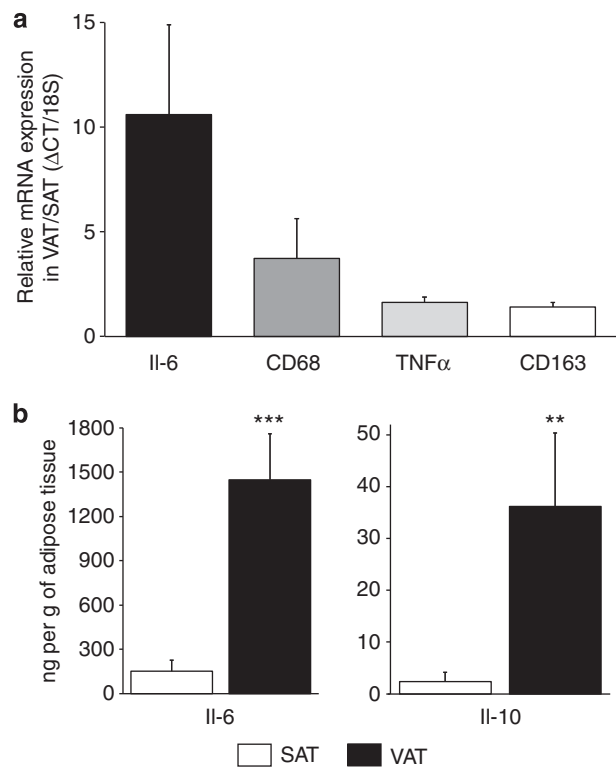 a
Relative mRNA expression
in VAT/SAT (ΔCT/18S)
15
10
5
0
Il-6 CD68 TNFα CD163
b
ng per g of adipose tissue
1800
1500
1200
900
600
300
0
***
Il-6
50
40
30
20
10
0
**
Il-10
SAT VAT